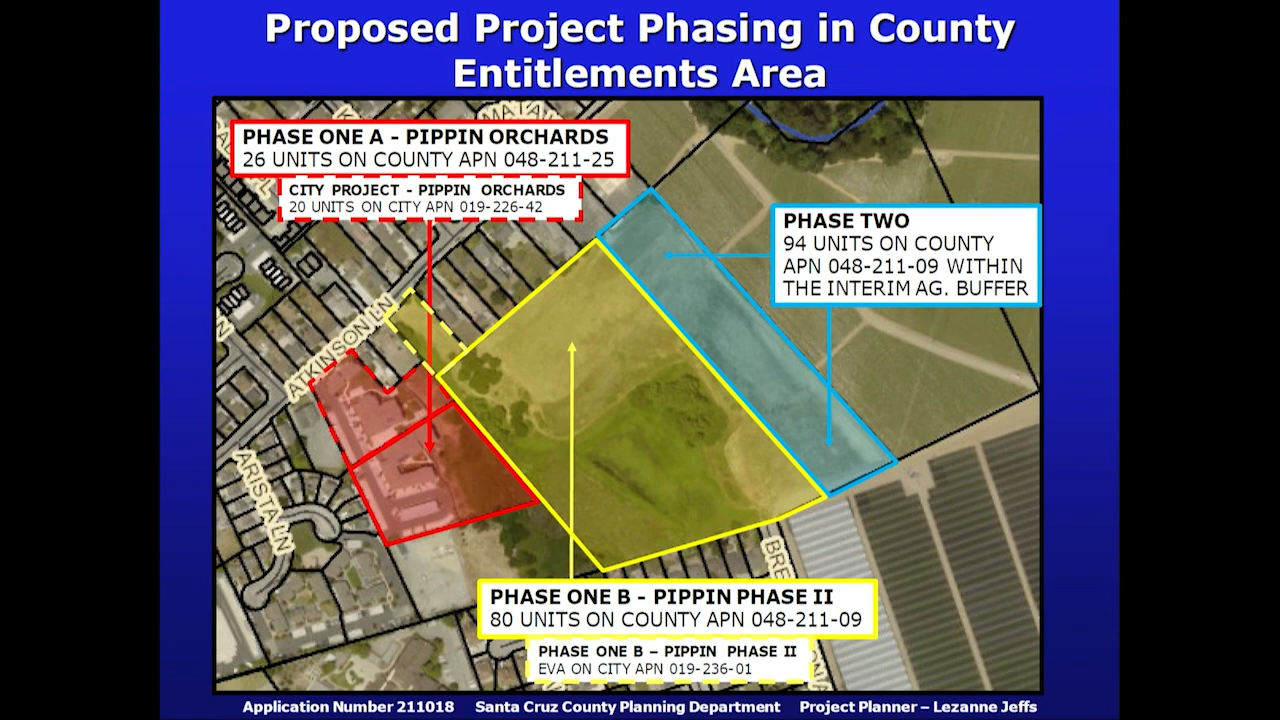 Proposed Project Phasing in County
Entitlements Area
PHASE ONE A - PIPPIN ORCHARDS
26 UNITS ON COUNTY APN 048-211-25
CITY PROJECT - PIPPIN ORCHARDS
20 UNITS ON CITY APN 019-226-42
PHASE TWO
94 UNITS ON COUNTY
APN 048-211-09 WITHIN
THE INTERIM AG. BUFFER
ATKINSON LN
ARISTA LN
PHASE ONE B - PIPPIN PHASE II
80 UNITS ON COUNTY APN 048-211-09
PHASE ONE B – PIPPIN PHASE II
EVA ON CITY APN 019-236-01
Application Number 211018 Santa Cruz County Planning Department Project Planner – Lezanne Jeffs